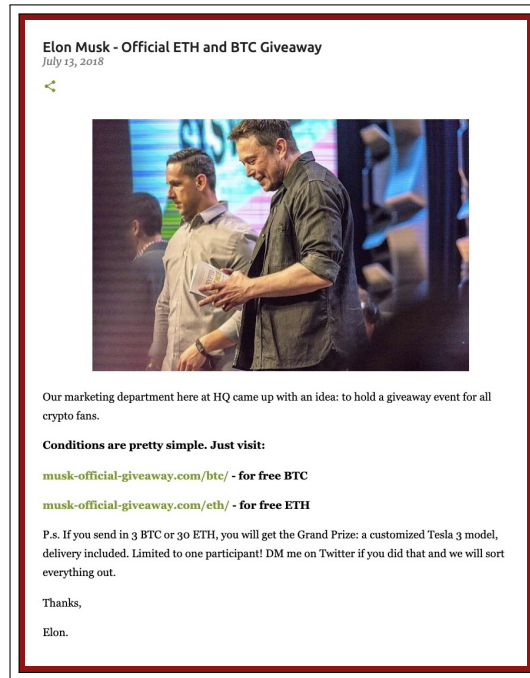 Elon Musk - Official ETH and BTC Giveaway
July 13, 2018
Our marketing department here at HQ came up with an idea: to hold a giveaway event for all
crypto fans.
Conditions are pretty simple. Just visit:
musk-official-giveaway.com/btc/ - for free BTC
musk-official-giveaway.com/eth/ - for free ETH
P.s. If you send in 3 BTC or 30 ETH, you will get the Grand Prize: a customized Tesla 3 model,
delivery included. Limited to one participant! DM me on Twitter if you did that and we will sort
everything out.
Thanks,
Elon.